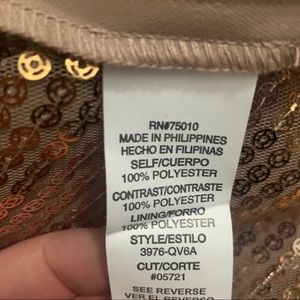 RN#75010
MADE IN PHILIPPINES
HECHO EN FILIPINAS
SELF/CUERPO
100% POLYESTER
CONTRAST/CONTRASTE
100% POLYESTER
LINING/FORRO
100% POLYESTER
STYLE/ESTILO
3976-QV6A
CUT/CORTE
#05721
SEE REVERSE
VER EL REVERSO